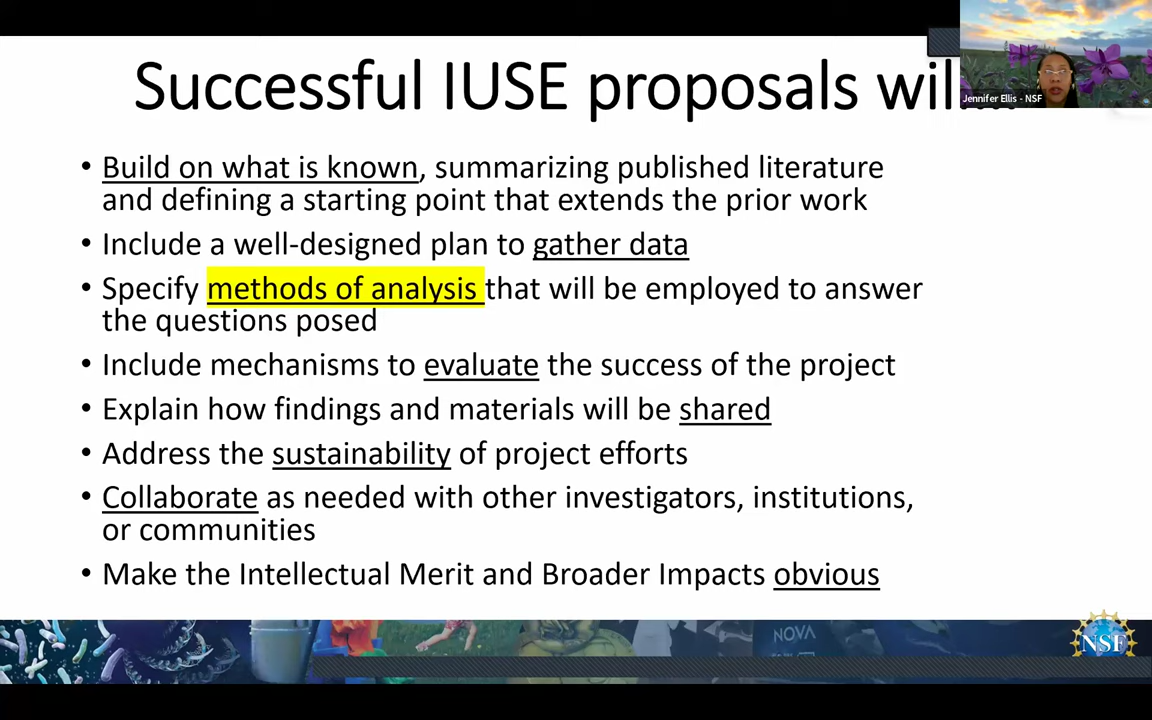 Successful IUSE proposals will...
Jennifer Ellis - NSF
• Build on what is known, summarizing published literature
and defining a starting point that extends the prior work
• Include a well-designed plan to gather data
• Specify methods of analysis that will be employed to answer
the questions posed
• Include mechanisms to evaluate the success of the project
• Explain how findings and materials will be shared
• Address the sustainability of project efforts
• Collaborate as needed with other investigators, institutions,
or communities
• Make the Intellectual Merit and Broader Impacts obvious
NOVA
NSF